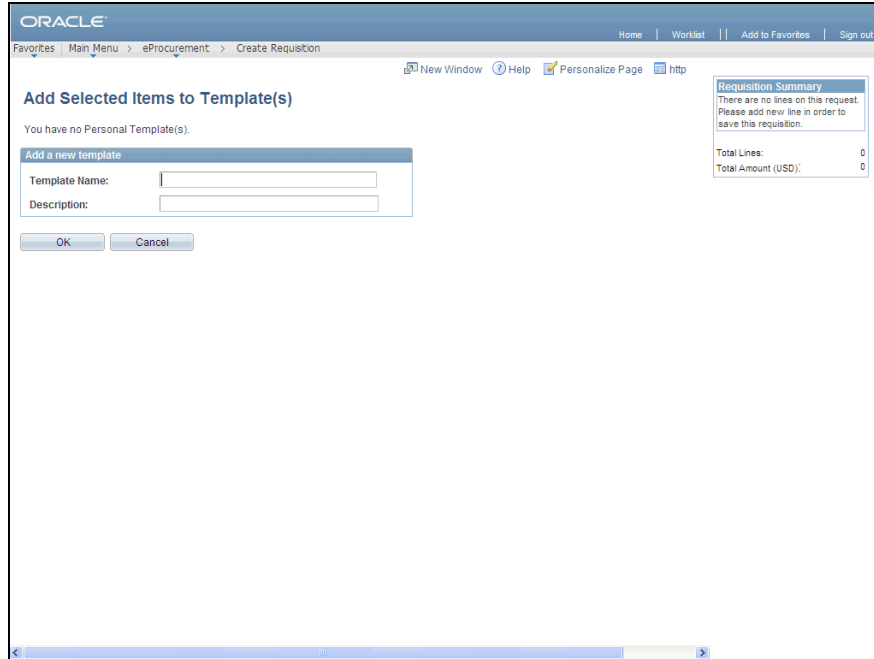 ORACLE
Home | Worklist || Add to Favorites | Sign out
Favorites Main Menu > eProcurement > Create Requisition
New Window Help Personalize Page http
Add Selected Items to Template(s)
You have no Personal Template(s).
Add a new template
Template Name:
Description:
OK Cancel
Requisition Summary
There are no lines on this request.
Please add new line in order to
save this requisition.
Total Lines: 0
Total Amount (USD): 0